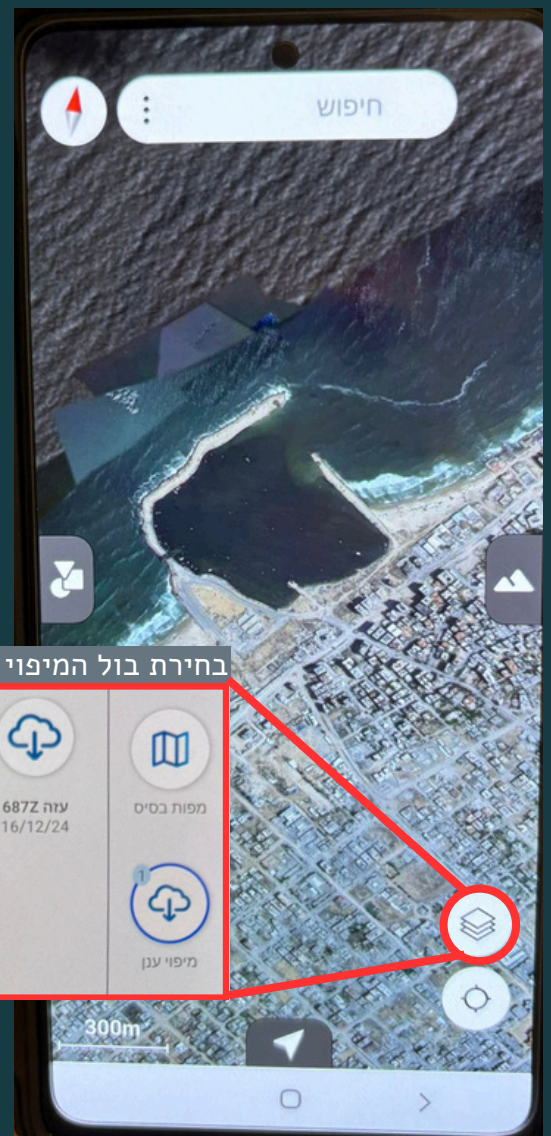 חיפוש
בחירת בול המיפוי
מפות בסיס
עזה 687Z
16/12/24
1
מיפוי ענן
300m